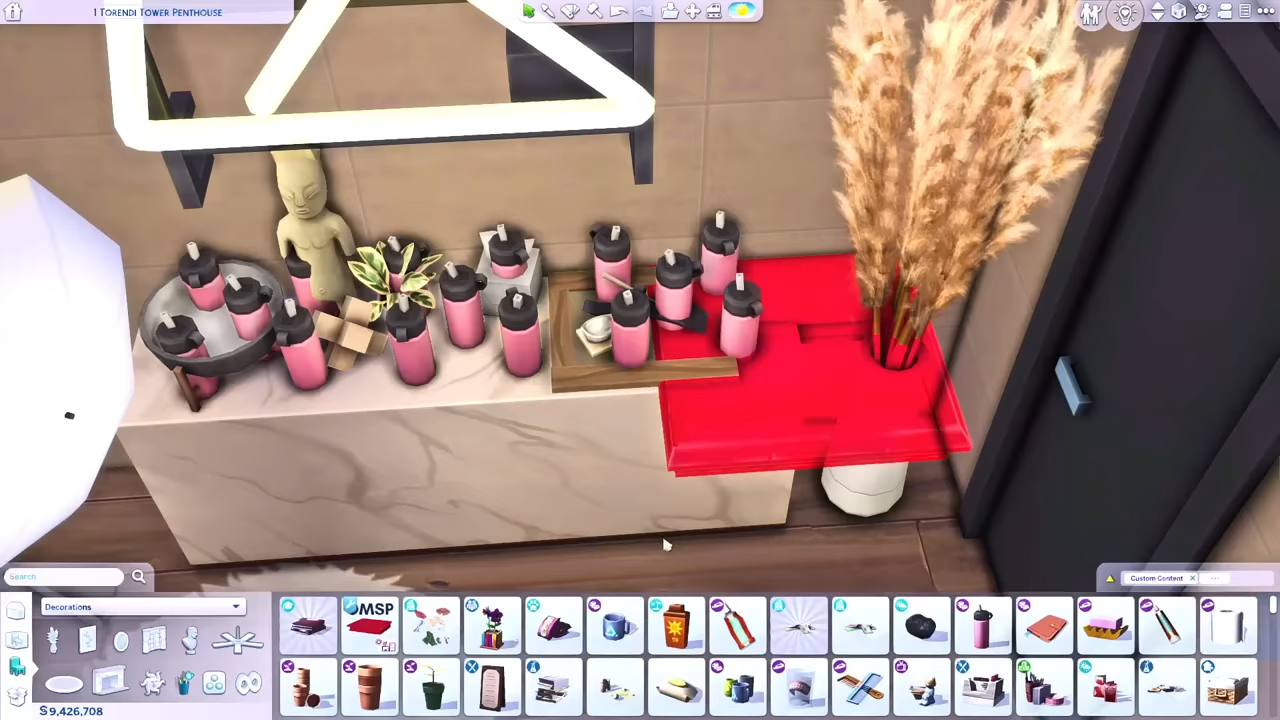 1 Torendi Tower Penthouse
Search
Custom Content
Decorations
MSP
$9,426,708